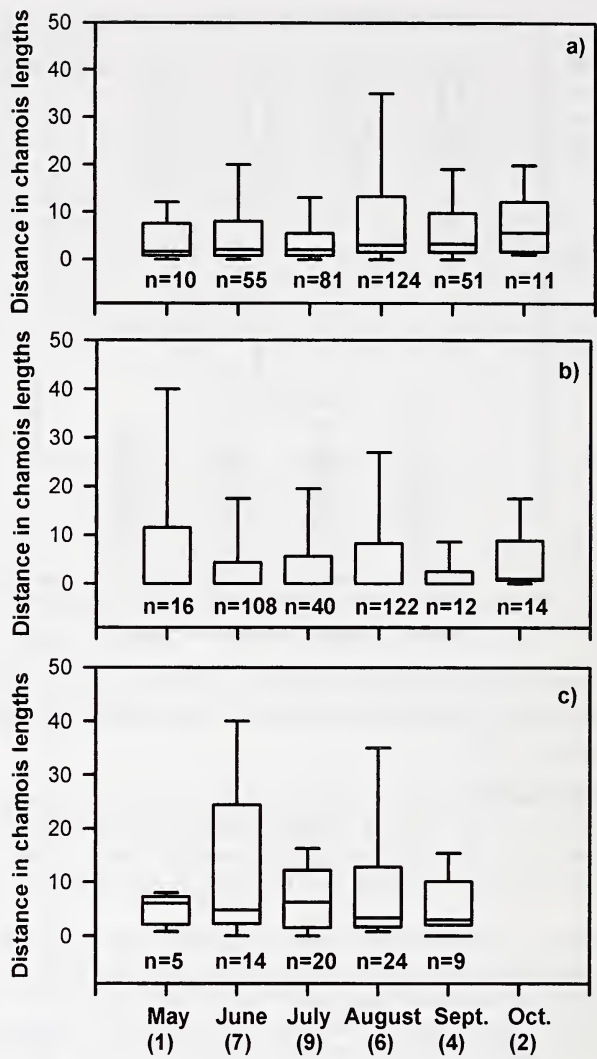 Distance in chamois lengths
50
a)
40
30
20
10
0
n=10 n=55 n=81 n=124 n=51 n=11
Distance in chamois lengths
50
b)
40
30
20
10
0
n=16 n=108 n=40 n=122 n=12 n=14
Distance in chamois lengths
50
c)
40
30
20
10
0
n=5 n=14 n=20 n=24 n=9
May June July August Sept. Oct.
(1) (7) (9) (6) (4) (2)